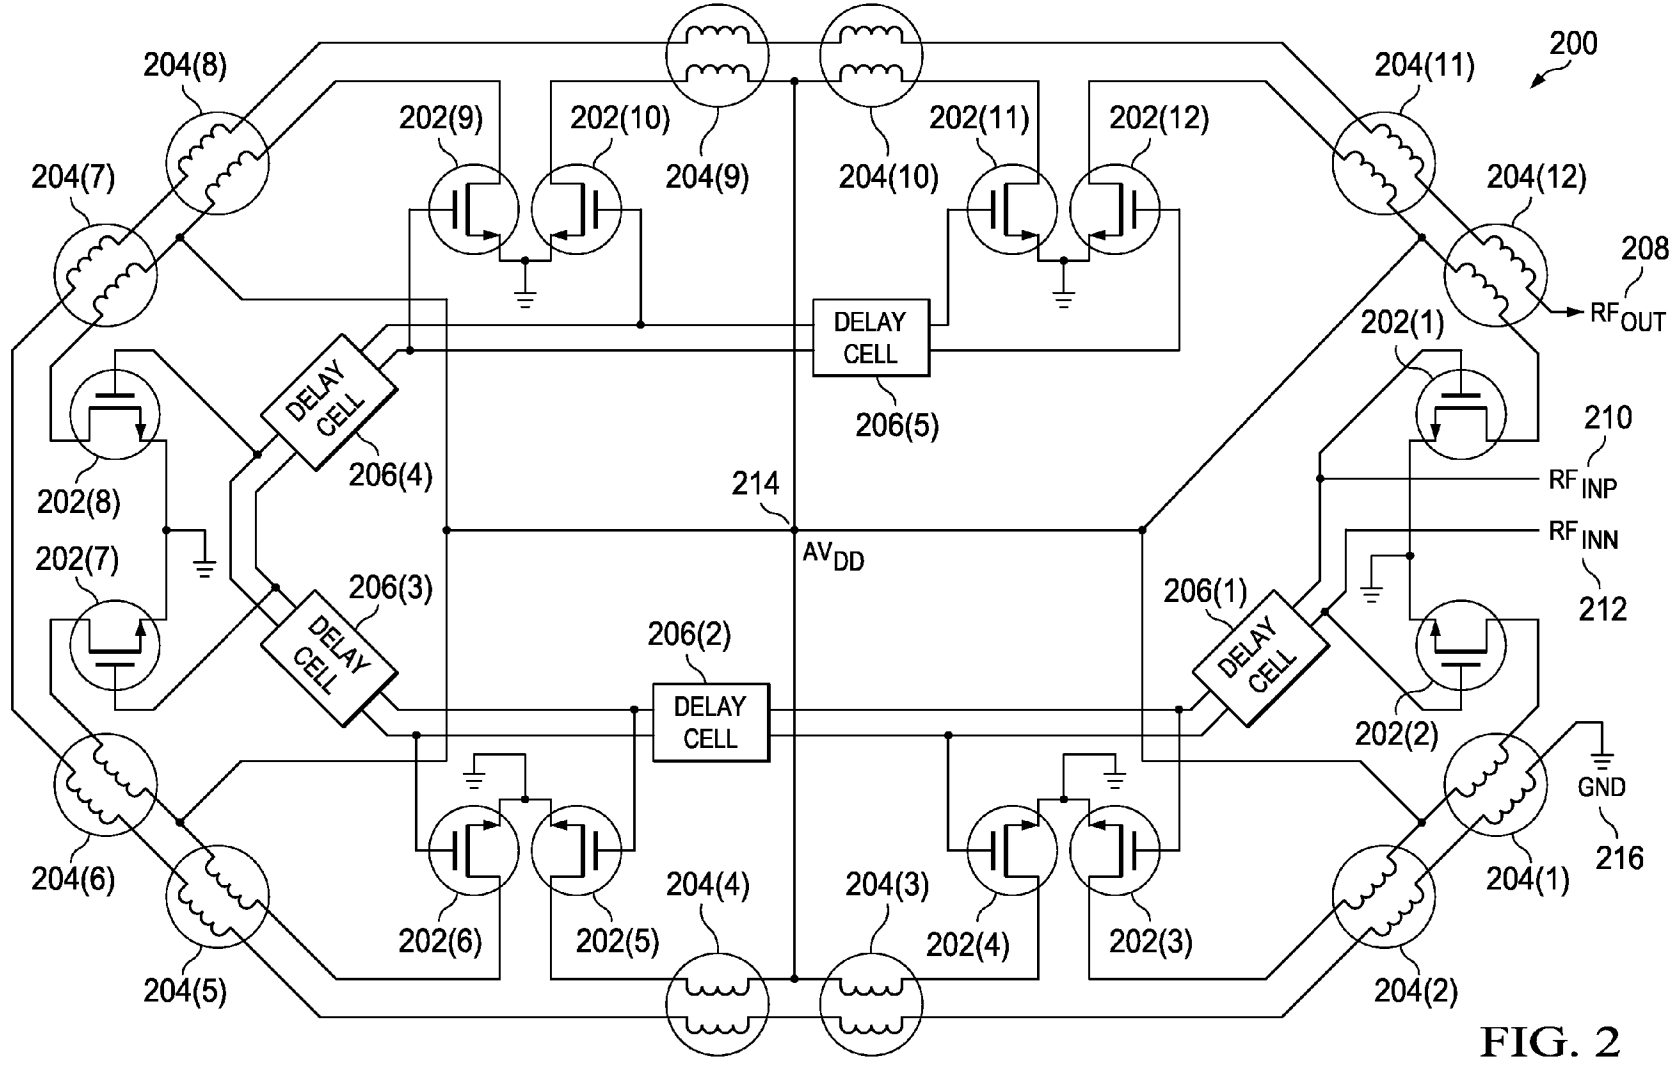 200
204(8)
204(11)
202(9)
202(10)
202(11)
202(12)
204(7)
204(9)
204(10)
204(12)
208
RFOUT
202(1)
DELAY
CELL
206(5)
DELAY
CELL
206(4)
210
RFINP
202(8)
214
AVDD
RFINN
212
202(7)
206(3)
206(1)
DELAY
CELL
206(2)
DELAY
CELL
DELAY
CELL
202(2)
GND
216
204(6)
204(1)
204(4)
204(3)
202(6)
202(5)
202(4)
202(3)
204(5)
204(2)
FIG. 2